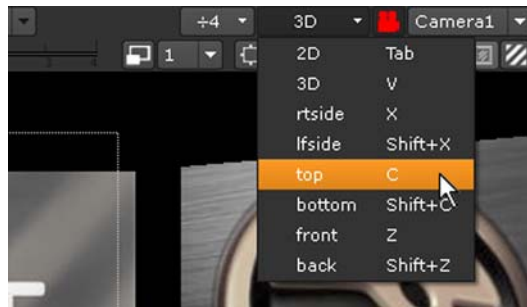 ÷4 3D Camera1
1
2D Tab
3D V
rtside X
lfside Shift+X
top C
bottom Shift+C
front Z
back Shift+Z